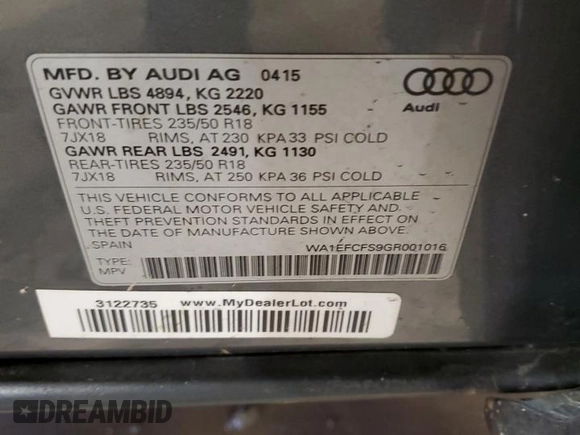 MFD. BY AUDI AG 0415
GVWR LBS 4894, KG 2220
GAWR FRONT LBS 2546, KG 1155
FRONT-TIRES 235/50 R18
7JX18 RIMS, AT 230 KPA 33 PSI COLD
GAWR REAR LBS 2491, KG 1130
REAR-TIRES 235/50 R18
7JX18 RIMS, AT 250 KPA 36 PSI COLD
Audi
THIS VEHICLE CONFORMS TO ALL APPLICABLE
U.S. FEDERAL MOTOR VEHICLE SAFETY AND
THEFT PREVENTION STANDARDS IN EFFECT ON
THE DATE OF MANUFACTURE SHOWN ABOVE.
SPAIN WA1EFCFS9GR001016
TYPE:
MPV
3122735 www.MyDealerLot.com
DREAMBID